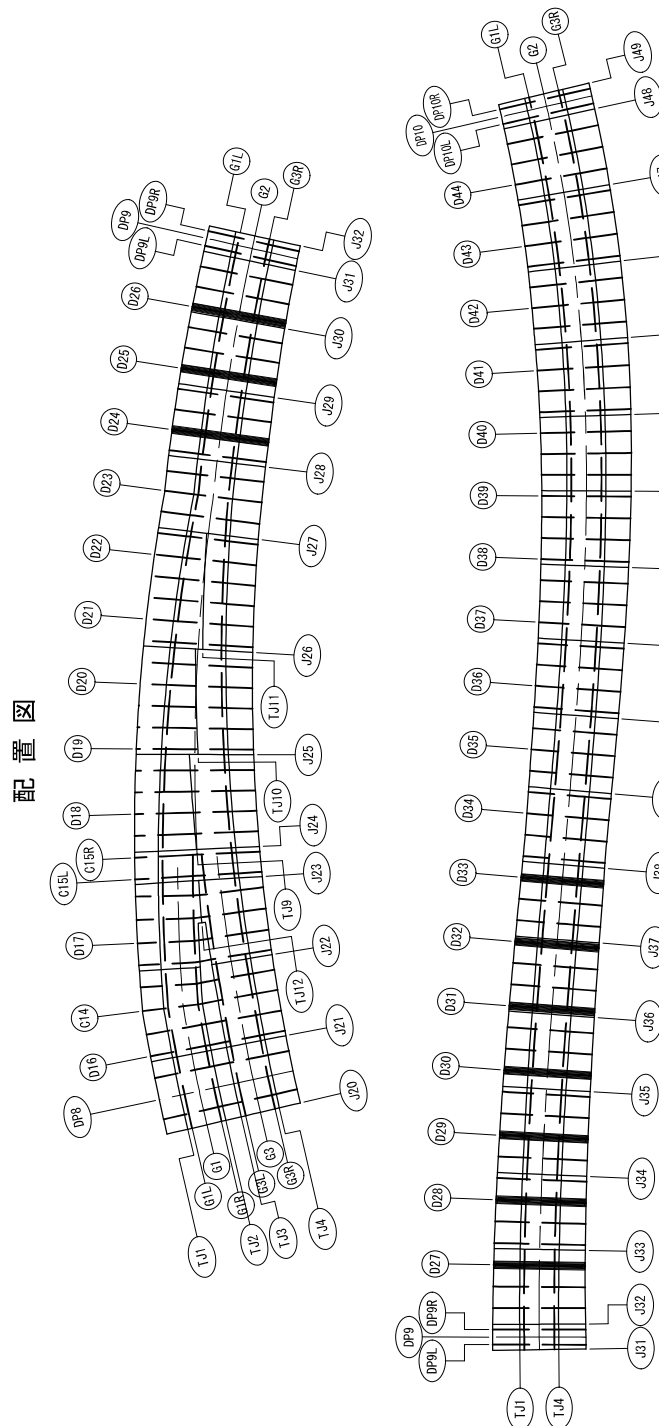 配置図
DP8
D16
C14
D17
C15L
C15R
D18
D19
D20
D21
D22
D23
D24
D25
D26
DP9L
DP9
DP9R
G1L
G2
G3R
TJ1
G1L
G1
G1R
TJ2
G3L
TJ3
G3
G3R
TJ4
J20
J21
TJ12
J22
TJ9
J23
J24
TJ10
J25
TJ11
J26
J27
J28
J29
J30
J31
J32
DP9L
DP9
DP9R
D27
D28
D29
D30
D31
D32
D33
D34
D35
D36
D37
D38
D39
D40
D41
D42
D43
D44
DP10L
DP10
DP10R
G1L
G2
G3R
TJ1
TJ4
J31
J32
J33
J34
J35
J36
J37
J48
J49